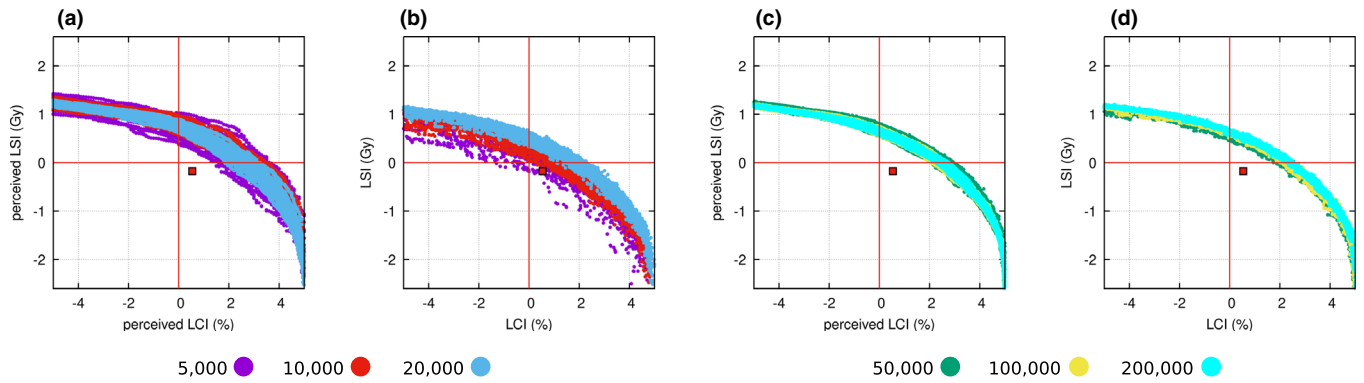 (a) (b) (c) (d)
2 2 2 2
1 1 1 1
0 0 0 0
-1 -1 -1 -1
-2 -2 -2 -2
perceived LSI (Gy) LSI (Gy) perceived LSI (Gy) LSI (Gy)
-4 -2 0 2 4 -4 -2 0 2 4 -4 -2 0 2 4 -4 -2 0 2 4
perceived LCI (%) LCI (%) perceived LCI (%) LCI (%)
5,000 10,000 20,000 50,000 100,000 200,000